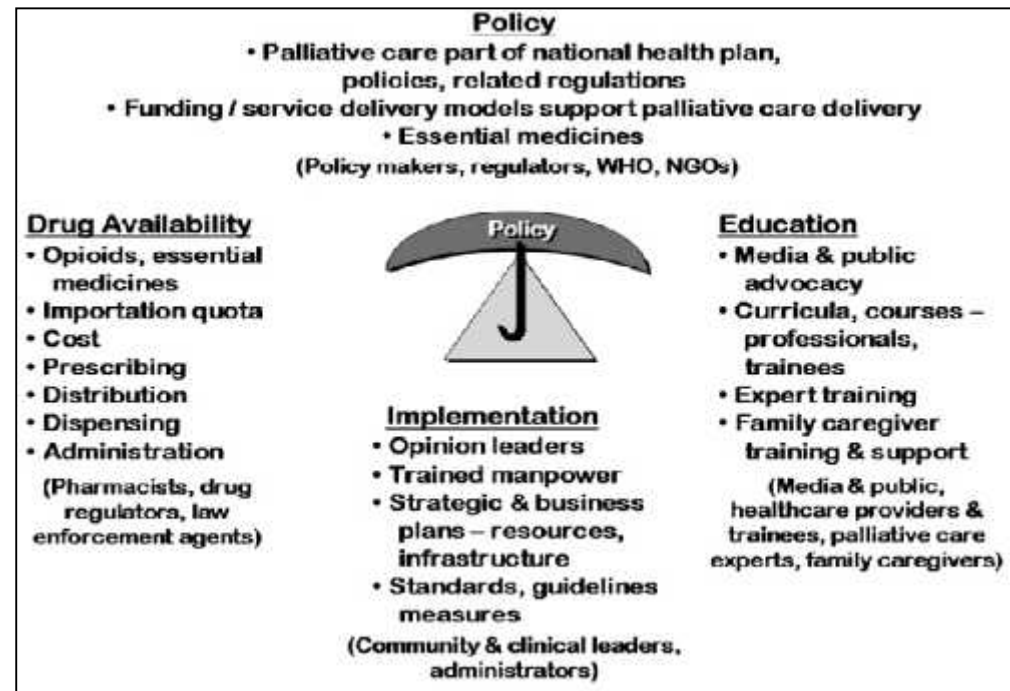 Policy
• Palliative care part of national health plan,
policies, related regulations
• Funding / service delivery models support palliative care delivery
• Essential medicines
(Policy makers, regulators, WHO, NGOs)
Drug Availability
• Opioids, essential
medicines
• Importation quota
• Cost
• Prescribing
• Distribution
• Dispensing
• Administration
(Pharmacists, drug
regulators, law
enforcement agents)
Policy
Implementation
• Opinion leaders
• Trained manpower
• Strategic & business
plans – resources,
infrastructure
• Standards, guidelines
measures
(Community & clinical leaders,
administrators)
Education
• Media & public
advocacy
• Curricula, courses –
professionals,
trainees
• Expert training
• Family caregiver
training & support
(Media & public,
healthcare providers &
trainees, palliative care
experts, family caregivers)